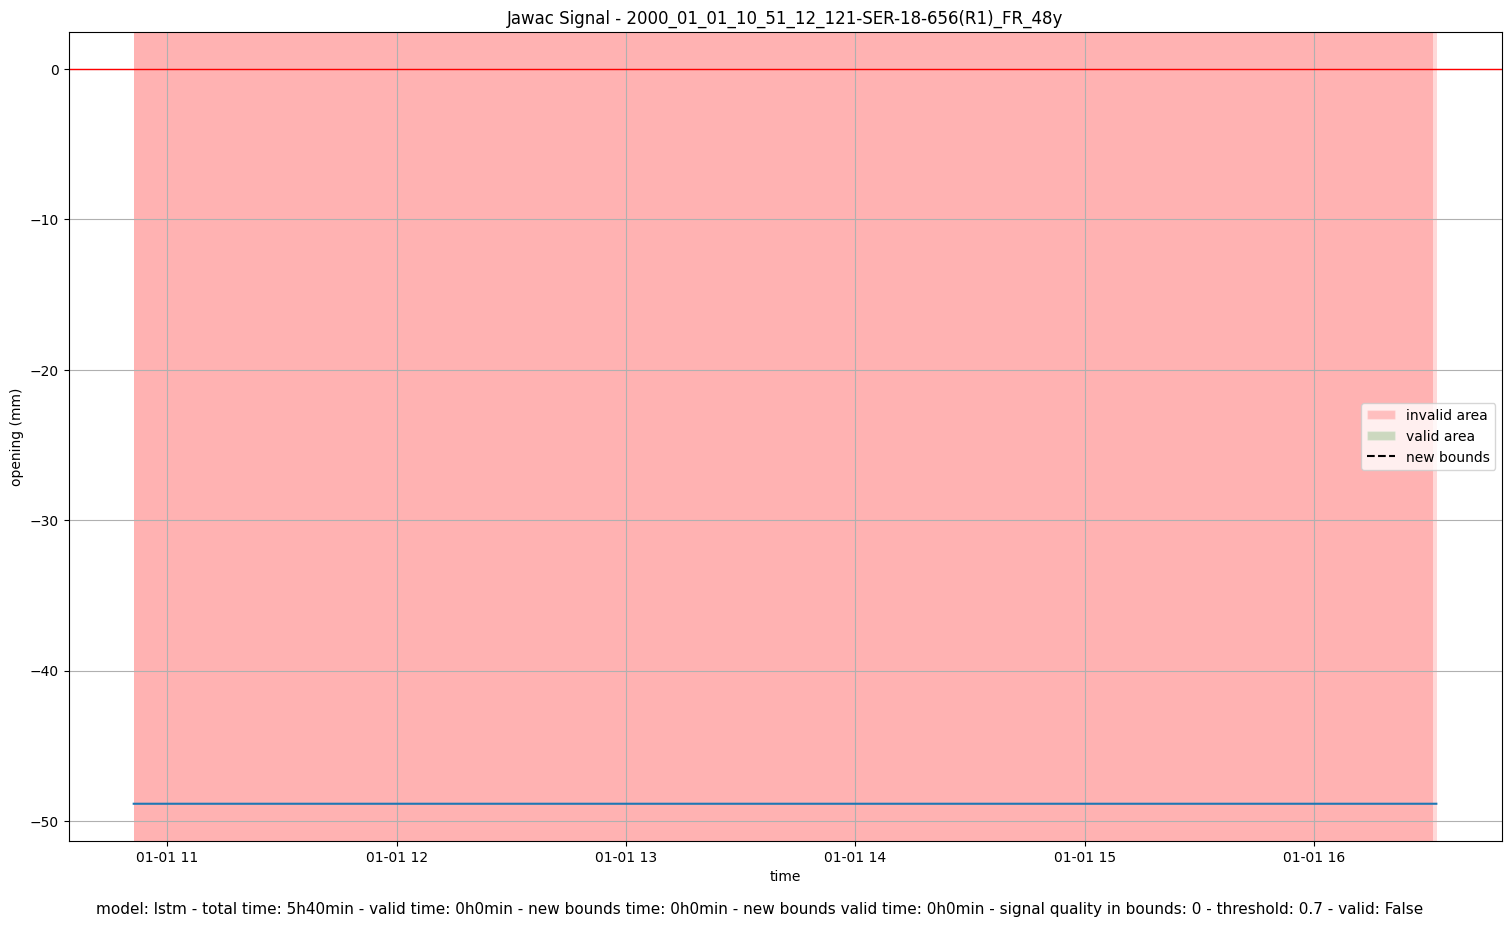 Jawac Signal - 2000_01_01_10_51_12_121-SER-18-656(R1)_FR_48y
0
−10
−20
−30
−40
−50
opening (mm)
invalid area
valid area
new bounds
01-01 11
01-01 12
01-01 13
01-01 14
01-01 15
01-01 16
time
model: lstm - total time: 5h40min - valid time: 0h0min - new bounds time: 0h0min - new bounds valid time: 0h0min - signal quality in bounds: 0 - threshold: 0.7 - valid: False